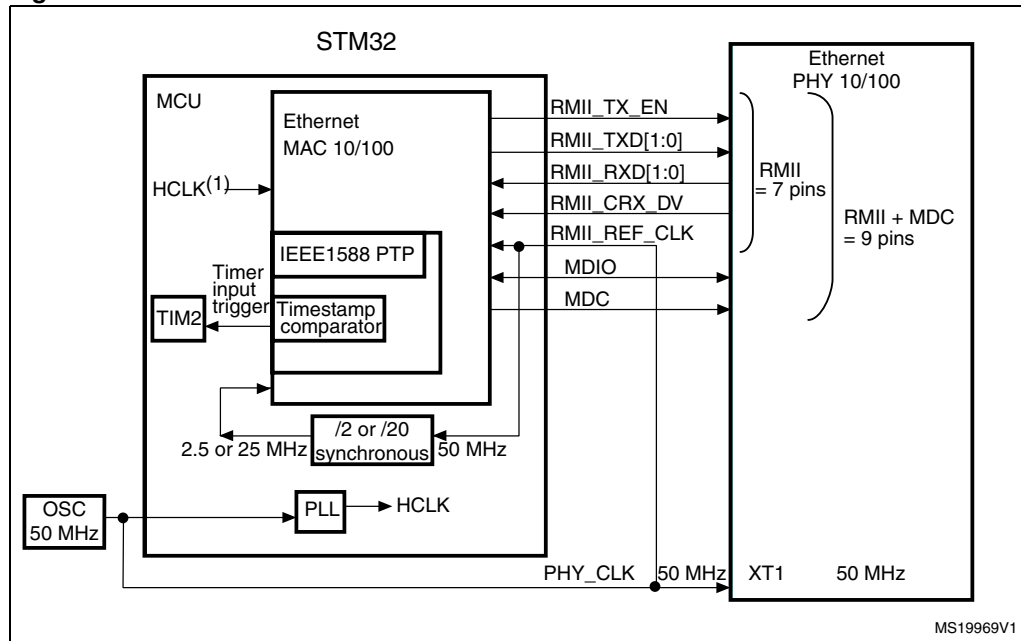 STM32
MCU
Ethernet
MAC 10/100
HCLK(1)
IEEE1588 PTP
Timer
input
trigger
TIM2
Timestamp
comparator
/2 or /20
synchronous
2.5 or 25 MHz
50 MHz
OSC
50 MHz
PLL
HCLK
RMII_TX_EN
RMII_TXD[1:0]
RMII_RXD[1:0]
RMII_CRX_DV
RMII_REF_CLK
MDIO
MDC
Ethernet
PHY 10/100
RMII
= 7 pins
RMII + MDC
= 9 pins
PHY_CLK
50 MHz
XT1
50 MHz
MS19969V1